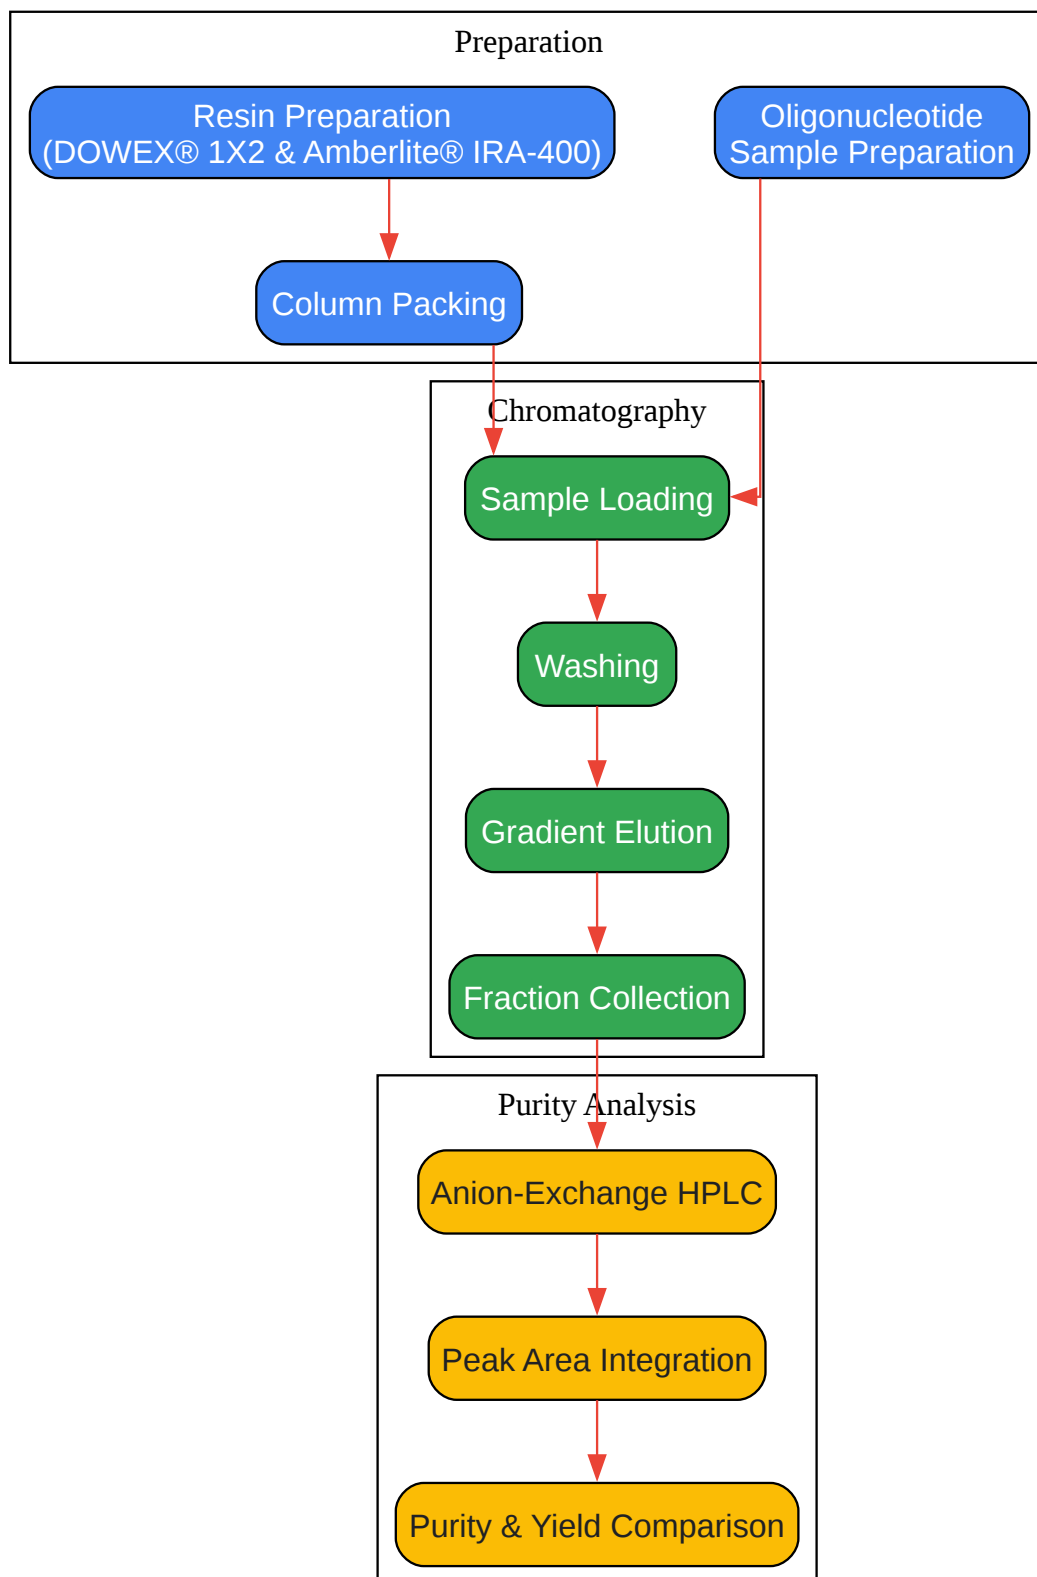 Preparation
Resin Preparation
(DOWEX® 1X2 & Amberlite® IRA-400)
Oligonucleotide
Sample Preparation
Column Packing
Chromatography
Sample Loading
Washing
Gradient Elution
Fraction Collection
Purity Analysis
Anion-Exchange HPLC
Peak Area Integration
Purity & Yield Comparison